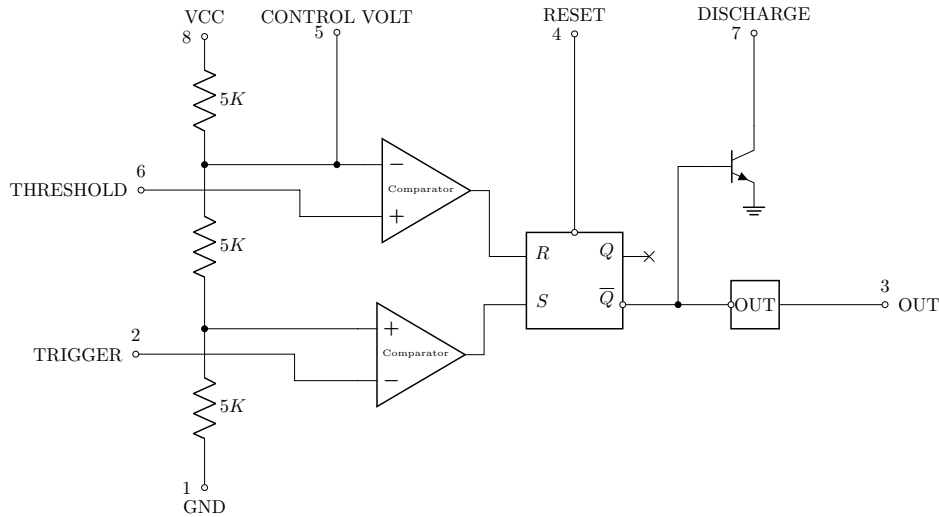 VCC
8
CONTROL VOLT
5
RESET
4
DISCHARGE
7
5K
6
THRESHOLD
−
Comparator
+
5K
R
Q
S
Q̅
OUT
3
OUT
2
TRIGGER
+
Comparator
−
5K
1
GND